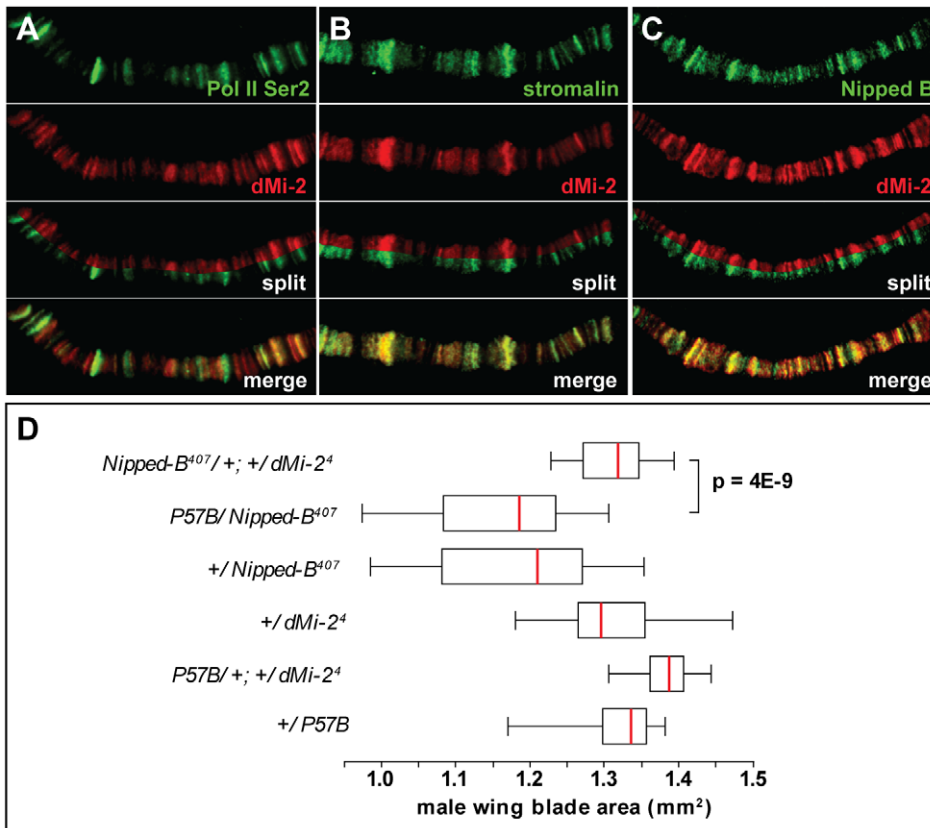 A
Pol II Ser2
dMi-2
split
merge
B
stromalin
dMi-2
split
merge
C
Nipped B
dMi-2
split
merge
D
Nipped-B⁴⁰⁷/+; +/dMi-2⁴
P57B/Nipped-B⁴⁰⁷
+/Nipped-B⁴⁰⁷
+/dMi-2⁴
P57B/+; +/dMi-2⁴
+/P57B
p = 4E-9
1.0 1.1 1.2 1.3 1.4 1.5
male wing blade area (mm²)